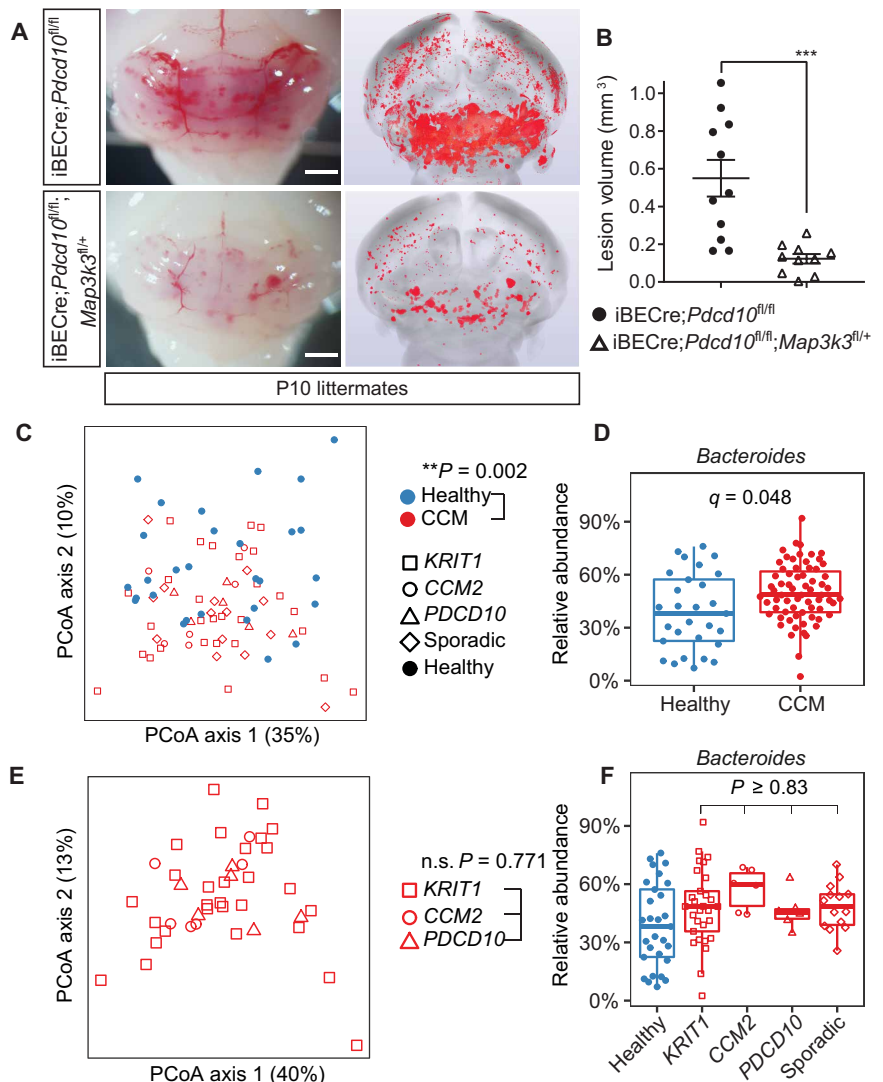 A
iBECre;Pdcd10fl/fl
iBECre;Pdcd10fl/fl;
Map3k3fl/+
P10 littermates
B
***
Lesion volume (mm3)
1.0
0.8
0.6
0.4
0.2
0.0
iBECre;Pdcd10fl/fl
iBECre;Pdcd10fl/fl;Map3k3fl/+
C
PCoA axis 2 (10%)
PCoA axis 1 (35%)
**P = 0.002
Healthy
CCM
KRIT1
CCM2
PDCD10
Sporadic
Healthy
D
Bacteroides
q = 0.048
Relative abundance
90%
60%
30%
0%
Healthy CCM
E
PCoA axis 2 (13%)
PCoA axis 1 (40%)
n.s. P = 0.771
KRIT1
CCM2
PDCD10
F
Bacteroides
P ≥ 0.83
Relative abundance
90%
60%
30%
0%
Healthy KRIT1 CCM2 PDCD10 Sporadic